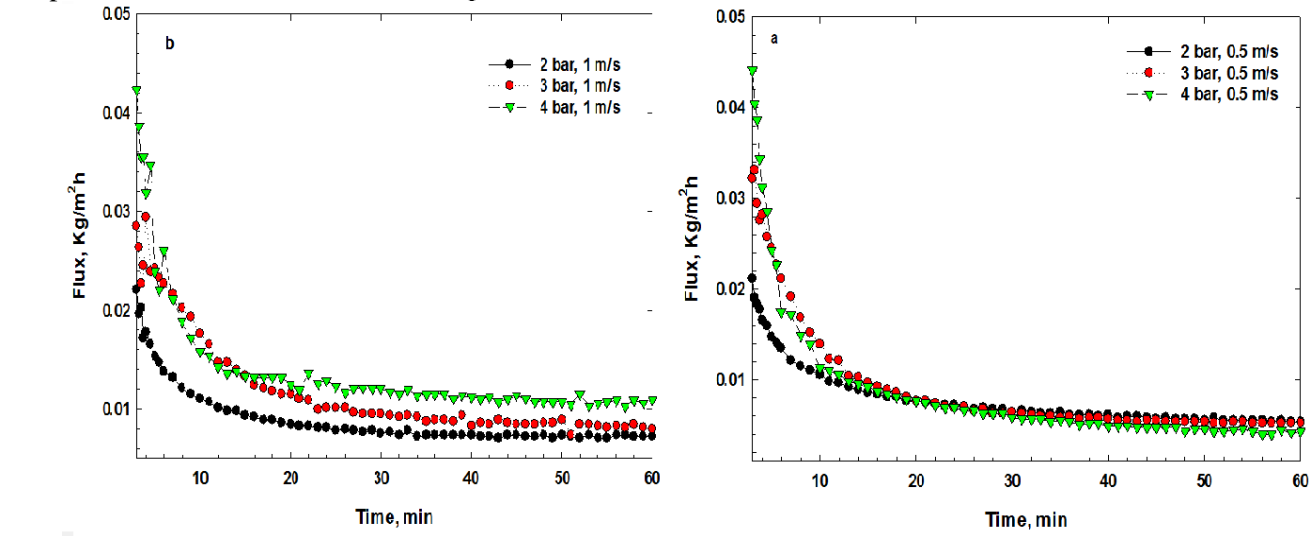 b
2 bar, 1 m/s
3 bar, 1 m/s
4 bar, 1 m/s
Flux, Kg/m²h
0.05
0.04
0.03
0.02
0.01
10 20 30 40 50 60
Time, min
a
2 bar, 0.5 m/s
3 bar, 0.5 m/s
4 bar, 0.5 m/s
Flux, Kg/m²h
0.05
0.04
0.03
0.02
0.01
10 20 30 40 50 60
Time, min